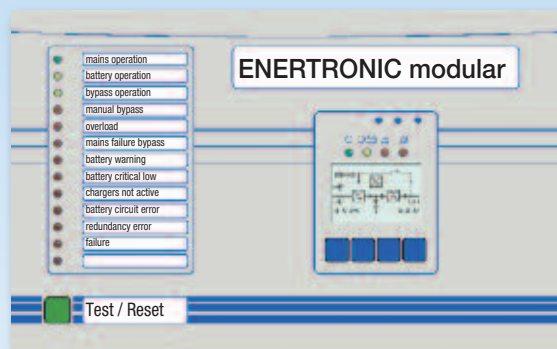 mains operation
battery operation
bypass operation
manual bypass
overload
mains failure bypass
battery warning
battery critical low
chargers not active
battery circuit error
redundancy error
failure
ENERTRONIC modular
Test / Reset